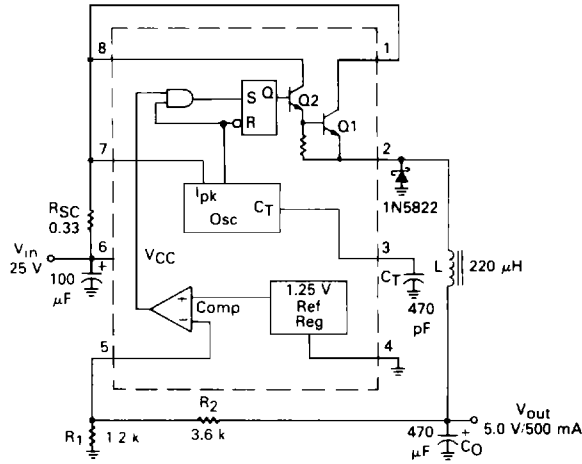 8
1
S Q
R
Q2
Q1
7
2
Ipk
Osc
CT
1N5822
RSC
0.33
Vin
25 V
6
VCC
100
μF
+
3
CT
470
pF
L
220 μH
Comp
+
-
1.25 V
Ref
Reg
5
4
R2
3.6 k
R1
1.2 k
Vout
5.0 V/500 mA
470
μF
+
CO